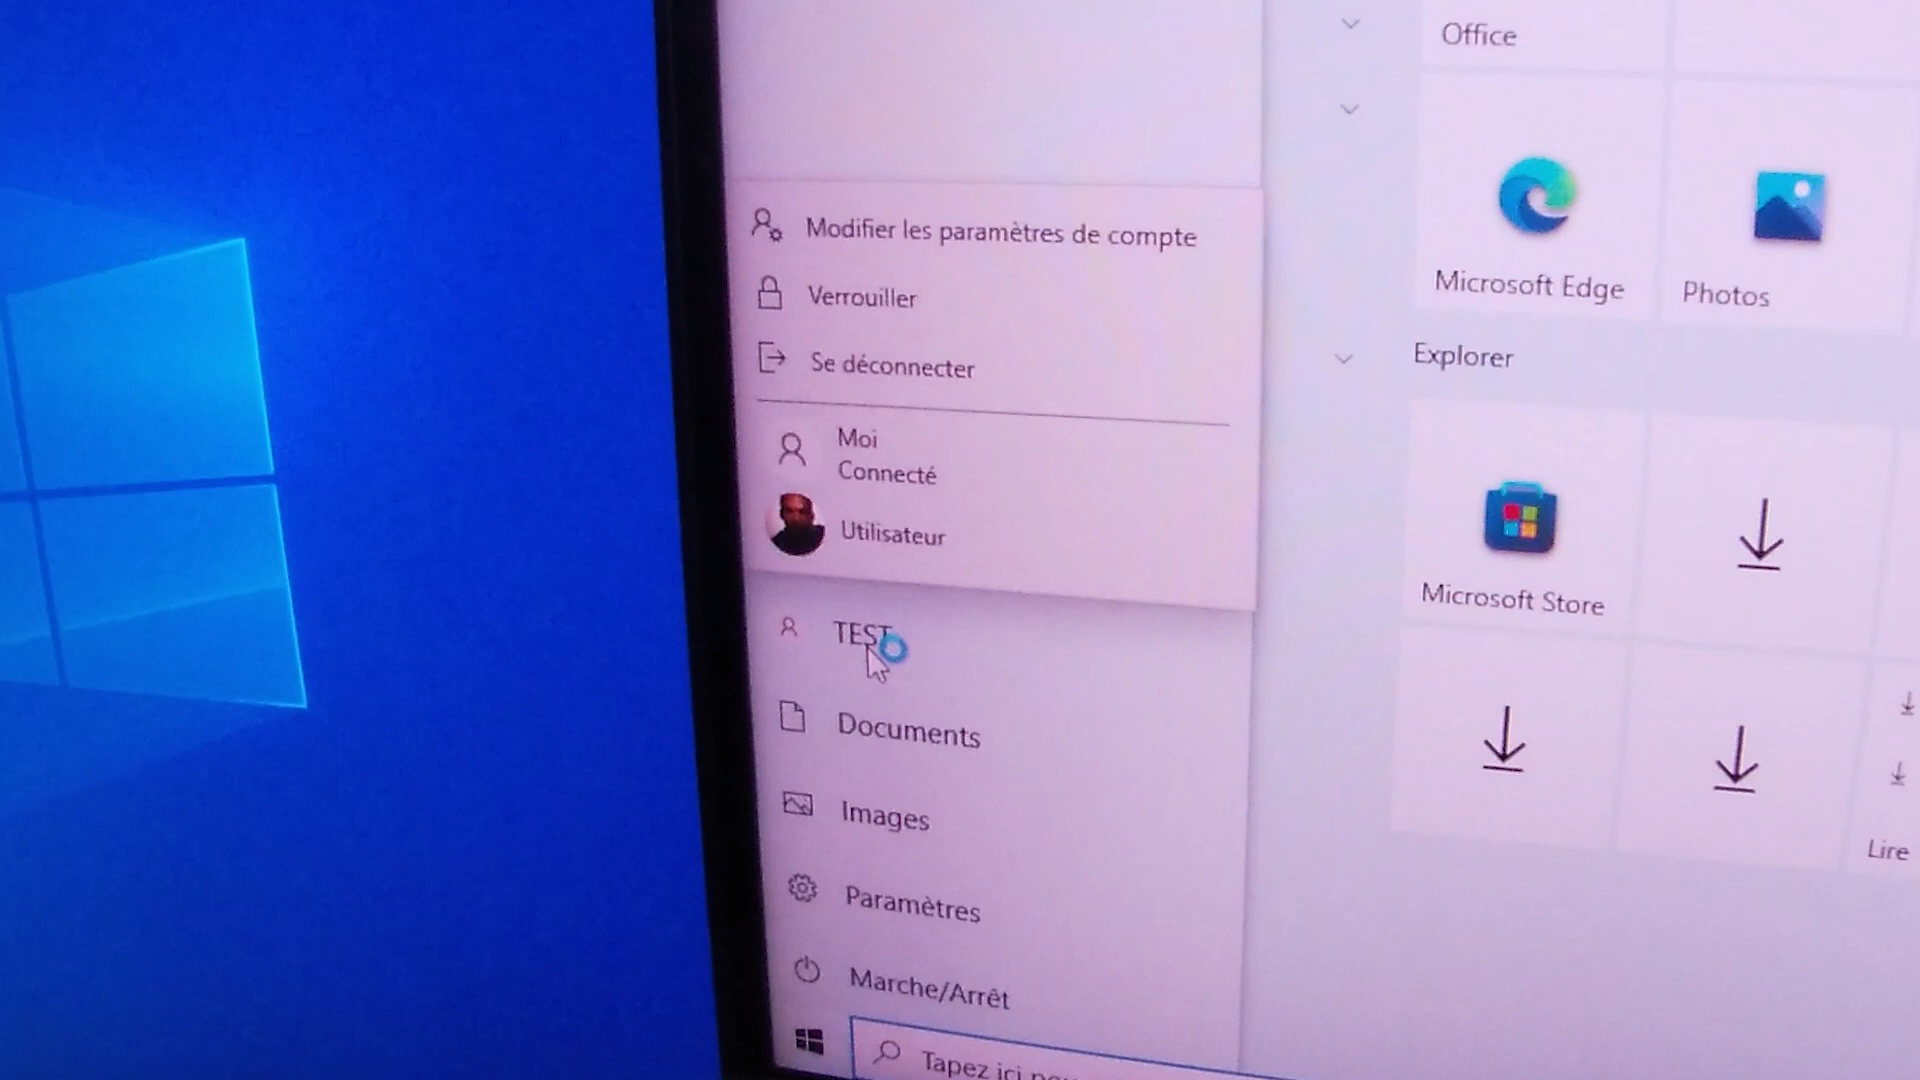 Office
Microsoft Edge
Photos
Modifier les paramètres de compte
Verrouiller
Se déconnecter
Explorer
Moi
Connecté
Utilisateur
Microsoft Store
TEST
Documents
Images
Paramètres
Lire
Marche/Arrêt
Tapez ici